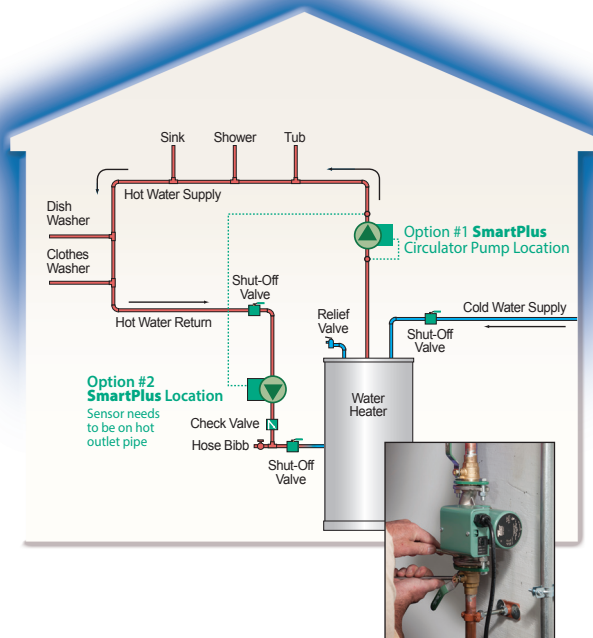 Sink Shower Tub
Hot Water Supply
Dish
Washer
Clothes
Washer
Option #1 SmartPlus
Circulator Pump Location
Shut-Off
Valve
Hot Water Return
Relief
Valve
Cold Water Supply
Shut-Off
Valve
Option #2
SmartPlus Location
Sensor needs
to be on hot
outlet pipe
Water
Heater
Check Valve
Hose Bibb
Shut-Off
Valve